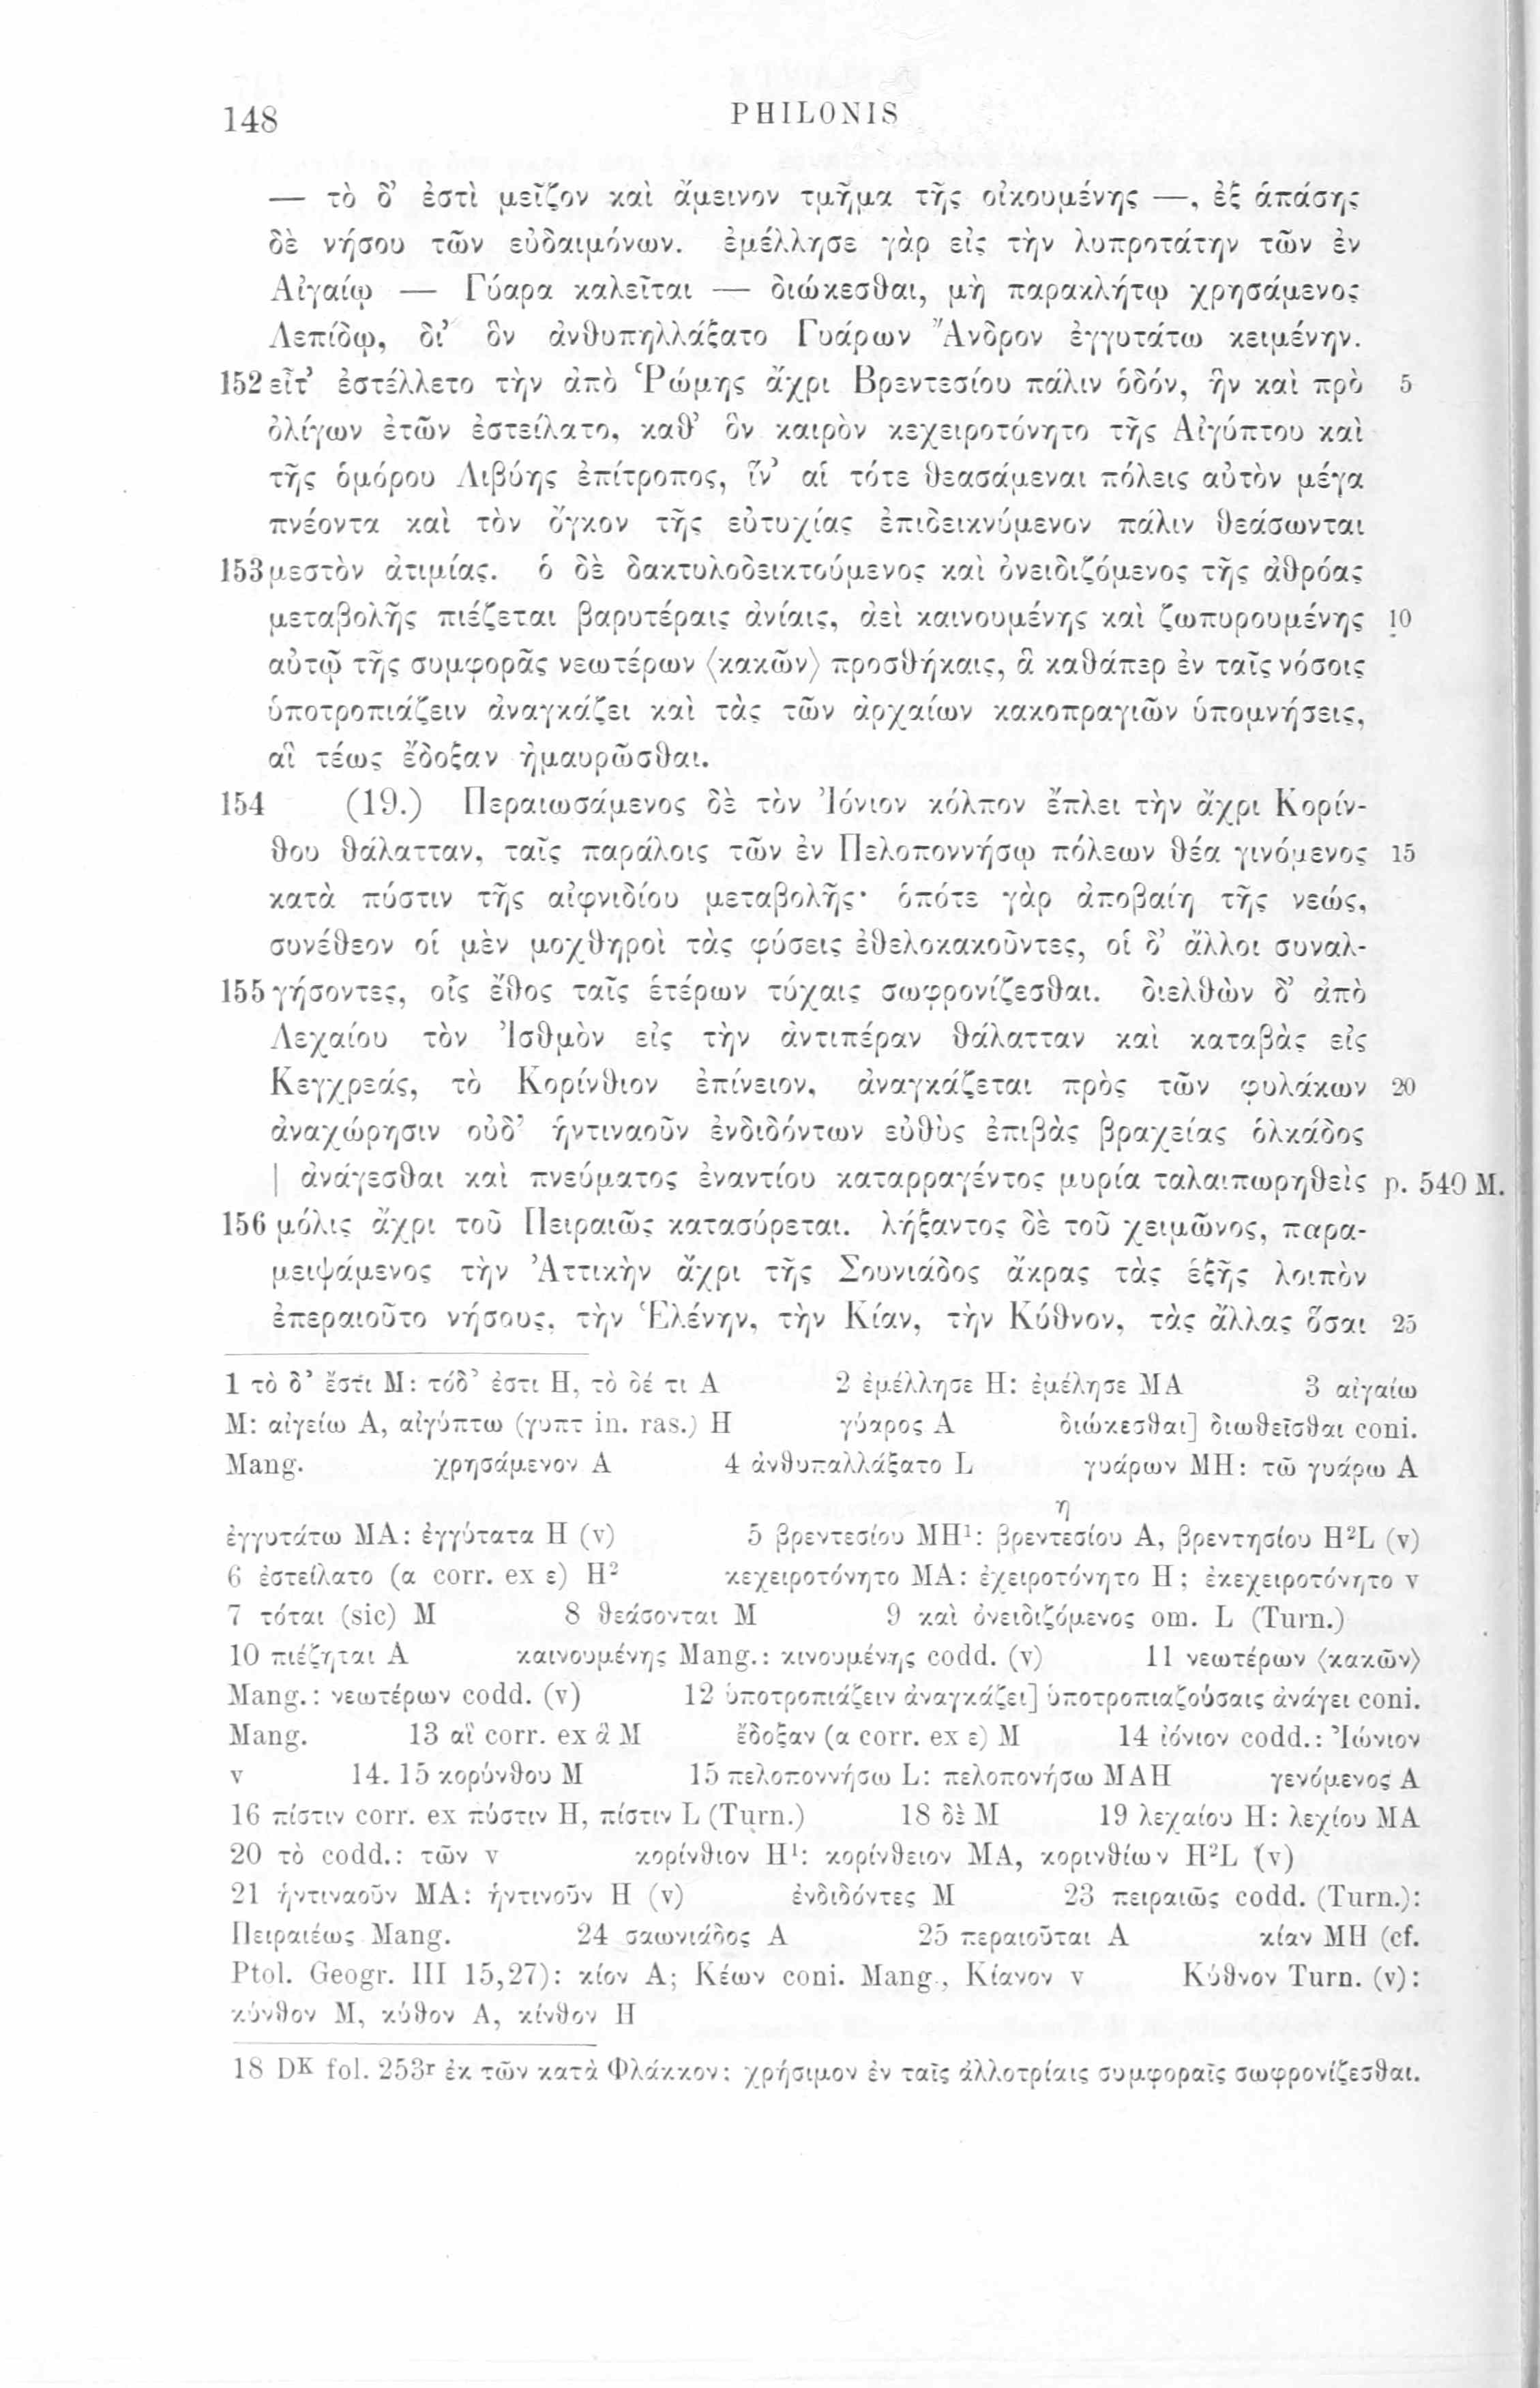 148
PHILONIS
— τὸ δ’ ἐστὶ μεῖζον καὶ ἄμεινον τμῆμα τῆς οἰκουμένης —, ἐξ ἁπάσης
δὲ νήσου τῶν εὐδαιμόνων. ἐμέλλησε γὰρ εἰς τὴν λυπροτάτην τῶν ἐν
Αἰγαίῳ — Γύαρα καλεῖται — διώκεσθαι, μὴ παρακλήτῳ χρησάμενος
Λεπίδῳ, δι’ ὃν ἀνθυπηλλάξατο Γυάρων Ἄνδρον ἐγγυτάτω κειμένην.
152 εἶτ’ ἐστέλλετο τὴν ἀπὸ Ῥώμης ἄχρι Βρεντεσίου πάλιν ὁδόν, ἣν καὶ πρὸ 5
ὀλίγων ἐτῶν ἐστείλατο, καθ’ ὃν καιρὸν κεχειροτόνητο τῆς Αἰγύπτου καὶ
τῆς ὁμόρου Λιβύης ἐπίτροπος, ἵν’ αἱ τότε θεασάμεναι πόλεις αὐτὸν μέγα
πνέοντα καὶ τὸν ὄγκον τῆς εὐτυχίας ἐπιδεικνύμενον πάλιν θεάσωνται
153 μεστὸν ἀτιμίας. ὁ δὲ δακτυλοδεικτούμενος καὶ ὀνειδιζόμενος τῆς ἀθρόας
μεταβολῆς πιέζεται βαρυτέραις ἀνίαις, ἀεὶ καινουμένης καὶ ζωπυρουμένης 10
αὐτῷ τῆς συμφορᾶς νεωτέρων ⟨κακῶν⟩ προσθήκαις, ἃ καθάπερ ἐν ταῖς νόσοις
ὑποτροπιάζειν ἀναγκάζει καὶ τὰς τῶν ἀρχαίων κακοπραγιῶν ὑπομνήσεις,
αἳ τέως ἔδοξαν ἠμαυρῶσθαι.
154 (19.) Περαιωσάμενος δὲ τὸν Ἰόνιον κόλπον ἔπλει τὴν ἄχρι Κορίν-
θου θάλατταν, ταῖς παράλοις τῶν ἐν Πελοποννήσῳ πόλεων θέα γινόμενος 15
κατὰ πύστιν τῆς αἰφνιδίου μεταβολῆς· ὁπότε γὰρ ἀποβαίη τῆς νεώς,
συνέθεον οἱ μὲν μοχθηροὶ τὰς φύσεις ἐθελοκακοῦντες, οἱ δ’ ἄλλοι συναλ-
155 γήσοντες, οἷς ἔθος ταῖς ἑτέρων τύχαις σωφρονίζεσθαι. διελθὼν δ’ ἀπὸ
Λεχαίου τὸν Ἰσθμὸν εἰς τὴν ἀντιπέραν θάλατταν καὶ καταβὰς εἰς
Κεγχρεάς, τὸ Κορίνθιον ἐπίνειον, ἀναγκάζεται πρὸς τῶν φυλάκων 20
ἀναχώρησιν οὐδ’ ἡντιναοῦν ἐνδιδόντων εὐθὺς ἐπιβὰς βραχείας ὁλκάδος
| ἀνάγεσθαι καὶ πνεύματος ἐναντίου καταρραγέντος μυρία ταλαιπωρηθεὶς p. 540 M.
156 μόλις ἄχρι τοῦ Πειραιῶς κατασύρεται. λήξαντος δὲ τοῦ χειμῶνος, παρα-
μειψάμενος τὴν Ἀττικὴν ἄχρι τῆς Σουνιάδος ἄκρας τὰς ἑξῆς λοιπὸν
ἐπεραιοῦτο νήσους, τὴν Ἑλένην, τὴν Κίαν, τὴν Κύθνον, τὰς ἄλλας ὅσαι 25
1 τὸ δ’ ἔστι M: τόδ’ ἐστι H, τὸ δέ τι A 2 ἐμέλλησε H: ἐμέλησε MA 3 αἰγαίω
M: αἰγείω A, αἰγύπτω (γυπτ in. ras.) H γύαρος A διώκεσθαι] διωθεῖσθαι coni.
Mang. χρησάμενον A 4 ἀνθυπαλλάξατο L γυάρων MH: τῶ γυάρω A
η
ἐγγυτάτω MA: ἐγγύτατα H (v) 5 βρεντεσίου MH¹: βρεντεσίου A, βρεντησίου H²L (v)
6 ἐστείλατο (α corr. ex ε) H² κεχειροτόνητο MA: ἐχειροτόνητο H; ἐκεχειροτόνητο v
7 τόται (sic) M 8 θεάσονται M 9 καὶ ὀνειδιζόμενος om. L (Turn.)
10 πιέζηται A καινουμένης Mang.: κινουμένης codd. (v) 11 νεωτέρων ⟨κακῶν⟩
Mang.: νεωτέρων codd. (v) 12 ὑποτροπιάζειν ἀναγκάζει] ὑποτροπιαζούσαις ἀνάγει coni.
Mang. 13 αἳ corr. ex ἃ M ἔδοξαν (α corr. ex ε) M 14 ἰόνιον codd.: Ἰώνιον
v 14. 15 κορύνθου M 15 πελοποννήσω L: πελοπονήσω MAH γενόμενος A
16 πίστιν corr. ex πύστιν H, πίστιν L (Turn.) 18 δὲ M 19 λεχαίου H: λεχίου MA
20 τὸ codd.: τῶν v κορίνθιον H¹: κορίνθειον MA, κορινθίων H²L (v)
21 ἡντιναοῦν MA: ἡντινοῦν H (v) ἐνδιδόντες M 23 πειραιῶς codd. (Turn.):
Πειραιέως Mang. 24 σαωνιάδος A 25 περαιοῦται A κίαν MH (cf.
Ptol. Geogr. III 15,27): κίον A; Κέων coni. Mang., Κίανον v Κύθνον Turn. (v):
κύνθον M, κύθον A, κίνθον H
18 Dᴷ fol. 253ʳ ἐκ τῶν κατὰ Φλάκκον: χρήσιμον ἐν ταῖς ἀλλοτρίαις συμφοραῖς σωφρονίζεσθαι.